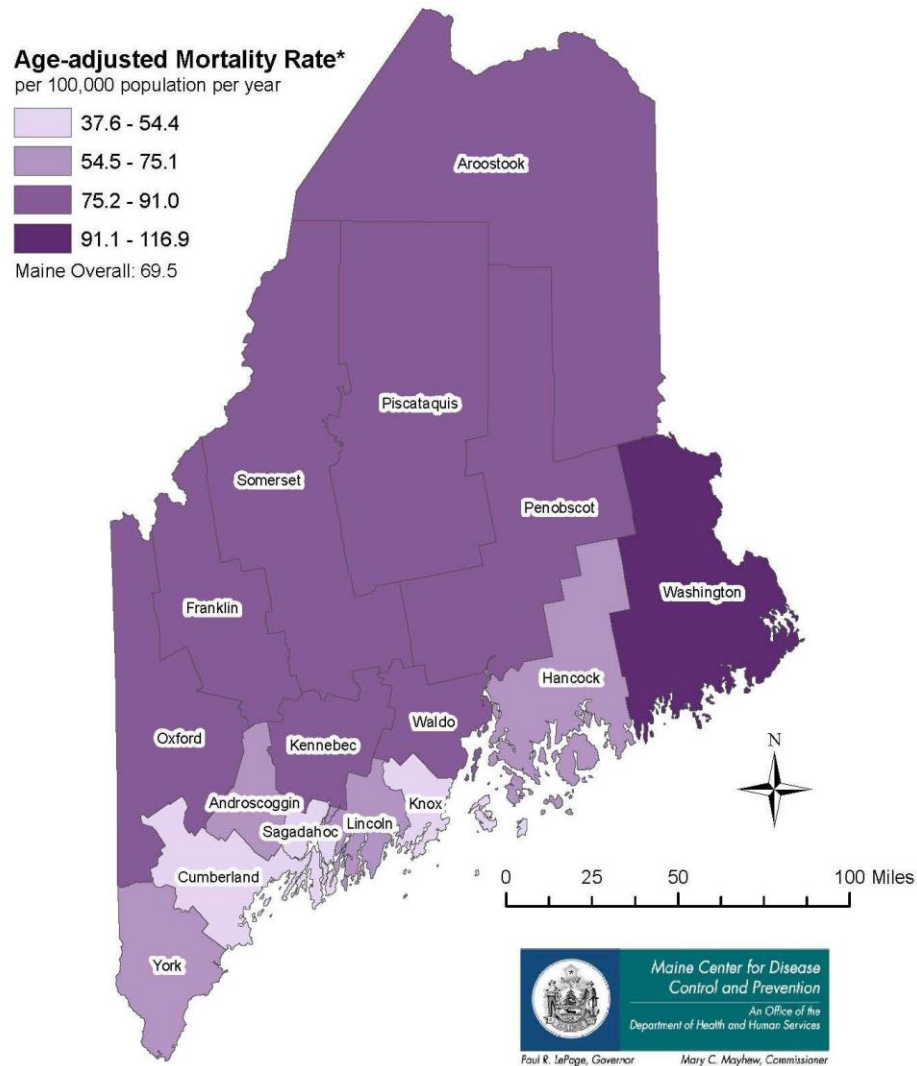 Age-adjusted Mortality Rate*
per 100,000 population per year
37.6 - 54.4
54.5 - 75.1
75.2 - 91.0
91.1 - 116.9
Maine Overall: 69.5
Aroostook
Piscataquis
Somerset
Penobscot
Washington
Franklin
Hancock
Waldo
Oxford
Kennebec
N
Androscoggin
Knox
Lincoln
Sagadahoc
Cumberland
0 25 50 100 Miles
York
Maine Center for Disease
Control and Prevention
An Office of the
Department of Health and Human Services
Paul R. LePage, Governor Mary C. Mayhew, Commissioner